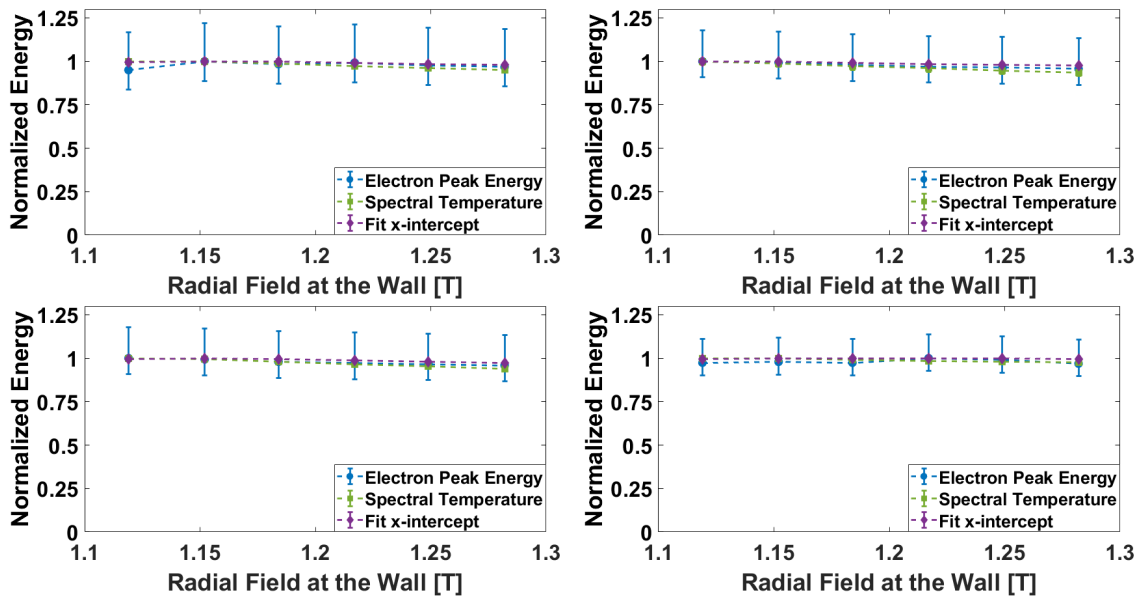 Normalized Energy
1.25
1
0.75
0.5
0.25
0
Electron Peak Energy
Spectral Temperature
Fit x-intercept
1.1
1.15
1.2
1.25
1.3
Radial Field at the Wall [T]
Normalized Energy
1.25
1
0.75
0.5
0.25
0
Electron Peak Energy
Spectral Temperature
Fit x-intercept
1.1
1.15
1.2
1.25
1.3
Radial Field at the Wall [T]
Normalized Energy
1.25
1
0.75
0.5
0.25
0
Electron Peak Energy
Spectral Temperature
Fit x-intercept
1.1
1.15
1.2
1.25
1.3
Radial Field at the Wall [T]
Normalized Energy
1.25
1
0.75
0.5
0.25
0
Electron Peak Energy
Spectral Temperature
Fit x-intercept
1.1
1.15
1.2
1.25
1.3
Radial Field at the Wall [T]